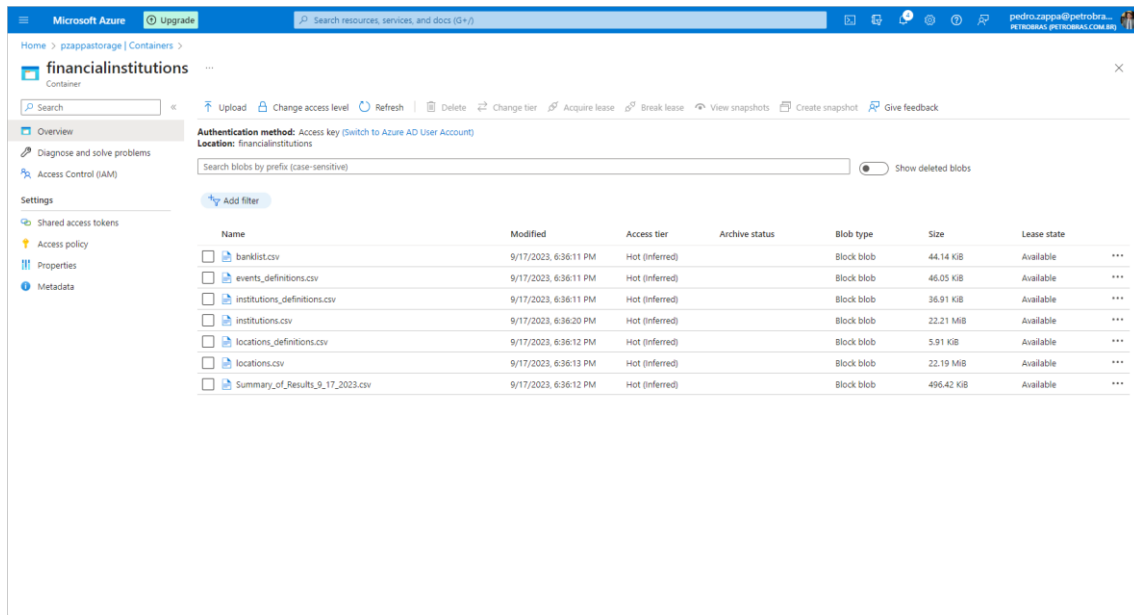 Microsoft Azure
Upgrade
Search resources, services, and docs (G+/)
4
pedro.zappa@petrobra...
PETROBRAS (PETROBRAS.COM.BR)
Home > pzappastorage | Containers >
financialinstitutions ...
Container
Search
Upload Change access level Refresh Delete Change tier Acquire lease Break lease View snapshots Create snapshot Give feedback
Overview
Diagnose and solve problems
Access Control (IAM)
Settings
Shared access tokens
Access policy
Properties
Metadata
Authentication method: Access key (Switch to Azure AD User Account)
Location: financialinstitutions
Search blobs by prefix (case-sensitive)
Show deleted blobs
Add filter
Name Modified Access tier Archive status Blob type Size Lease state
banklist.csv 9/17/2023, 6:36:11 PM Hot (Inferred) Block blob 44.14 KiB Available ...
events_definitions.csv 9/17/2023, 6:36:11 PM Hot (Inferred) Block blob 46.05 KiB Available ...
institutions_definitions.csv 9/17/2023, 6:36:11 PM Hot (Inferred) Block blob 36.91 KiB Available ...
institutions.csv 9/17/2023, 6:36:20 PM Hot (Inferred) Block blob 22.21 MiB Available ...
locations_definitions.csv 9/17/2023, 6:36:12 PM Hot (Inferred) Block blob 5.91 KiB Available ...
locations.csv 9/17/2023, 6:36:13 PM Hot (Inferred) Block blob 22.19 MiB Available ...
Summary_of_Results_9_17_2023.csv 9/17/2023, 6:36:12 PM Hot (Inferred) Block blob 496.42 KiB Available ...